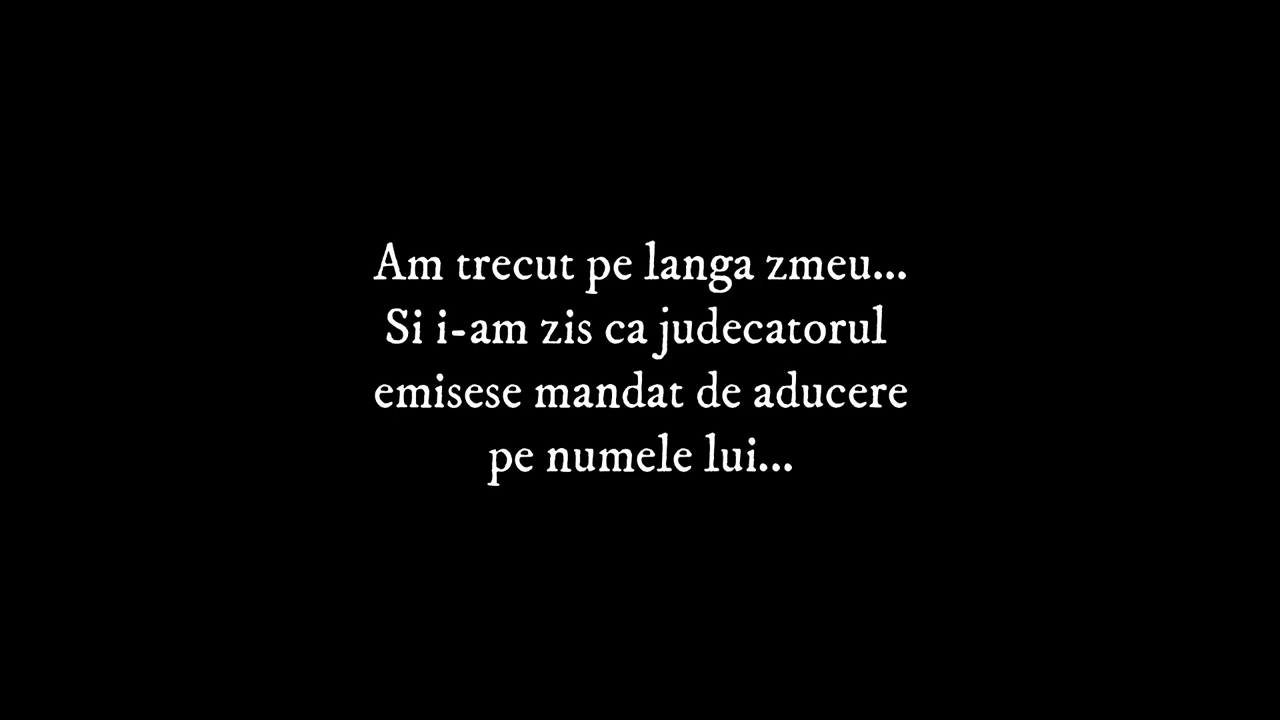 Am trecut pe langa zmeu...
Si i-am zis ca judecatorul
emisese mandat de aducere
pe numele lui...